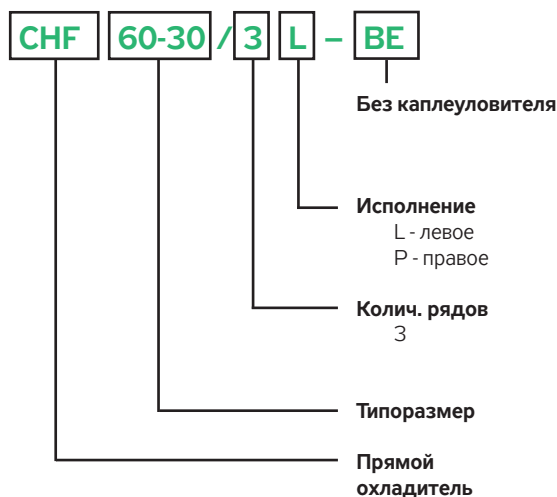 CHF 60-30 / 3 L – BE
Без каплеуловителя
Исполнение
L - левое
P - правое
Колич. рядов
3
Типоразмер
Прямой
охладитель